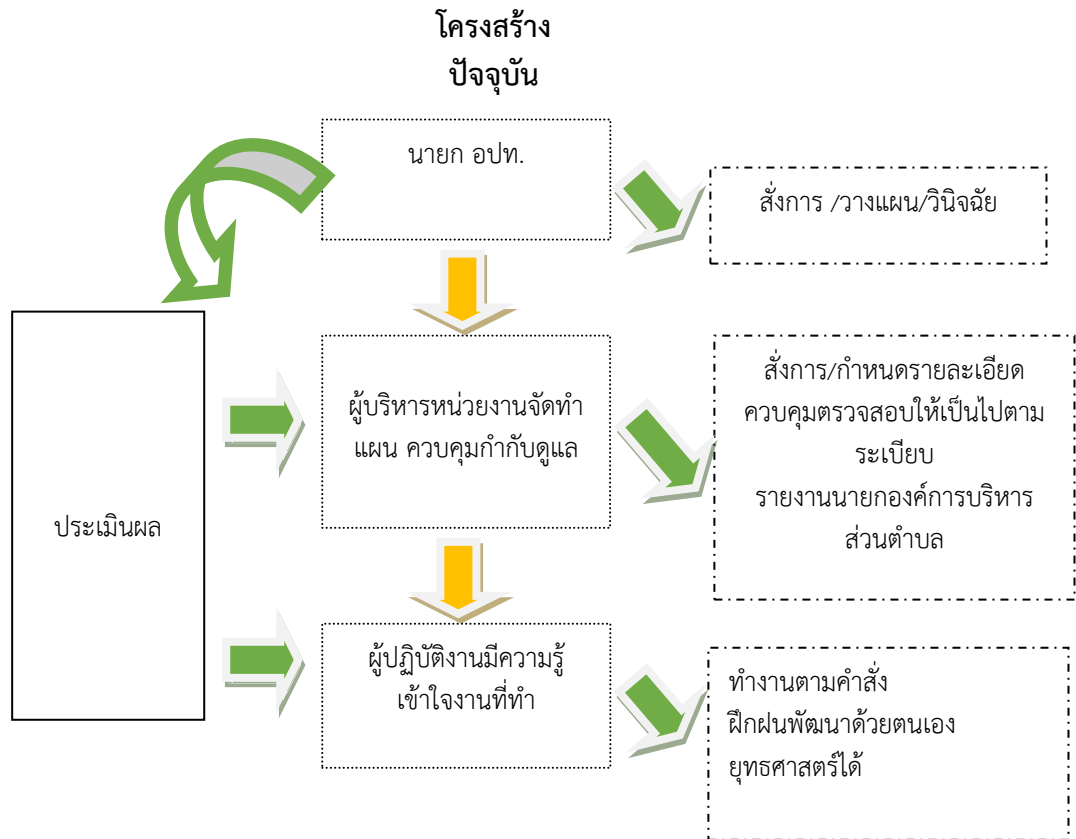 โครงสร้าง
ปัจจุบัน
นายก อปท.
สั่งการ /วางแผน/วินิจฉัย
ผู้บริหารหน่วยงานจัดทำ
แผน ควบคุมกำกับดูแล
สั่งการ/กำหนดรายละเอียด
ควบคุมตรวจสอบให้เป็นไปตาม
ระเบียบ
รายงานนายกองค์การบริหาร
ส่วนตำบล
ประเมินผล
ผู้ปฏิบัติงานมีความรู้
เข้าใจงานที่ทำ
ทำงานตามคำสั่ง
ฝึกฝนพัฒนาด้วยตนเอง
ยุทธศาสตร์ได้